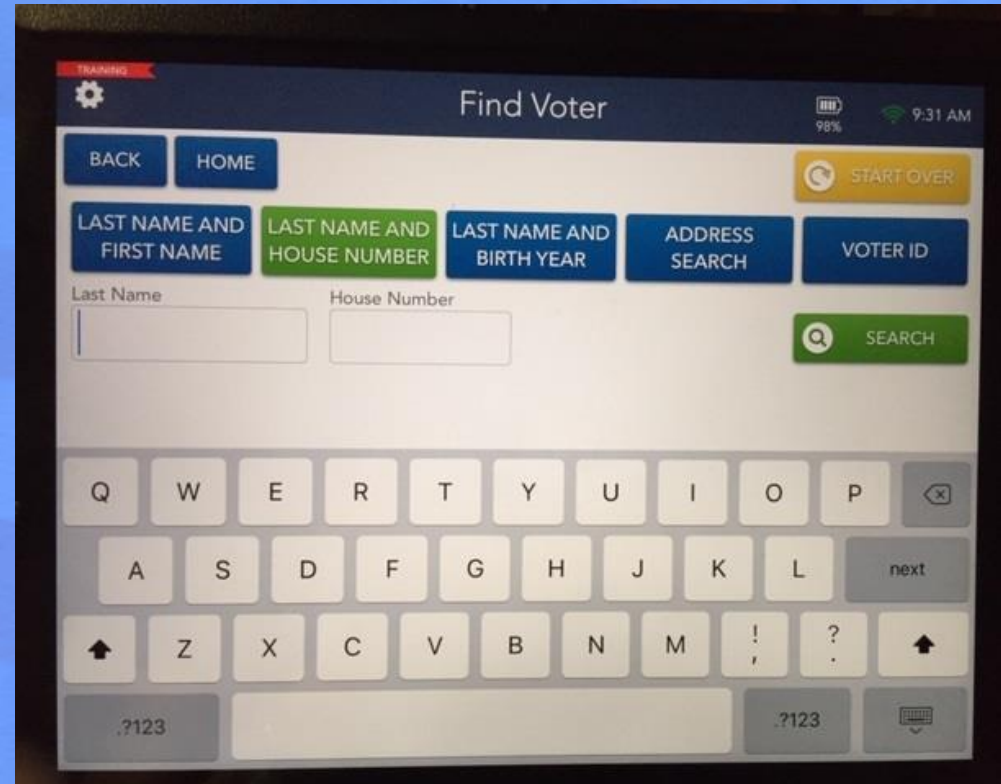 TRAINING
Find Voter
98%
9:31 AM
BACK
HOME
START OVER
LAST NAME AND
FIRST NAME
LAST NAME AND
HOUSE NUMBER
LAST NAME AND
BIRTH YEAR
ADDRESS
SEARCH
VOTER ID
Last Name
House Number
SEARCH
Q W E R T Y U I O P
A S D F G H J K L next
Z X C V B N M ! , ? .
.?123 .?123